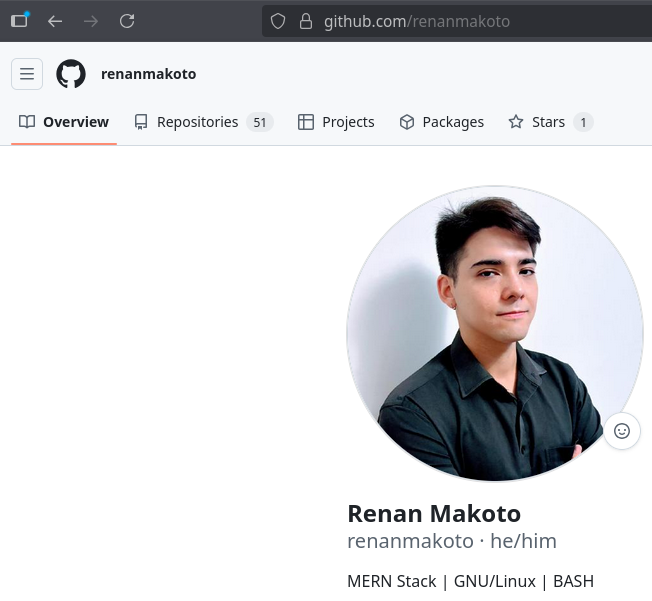 github.com/renanmakoto
renanmakoto
Overview Repositories 51 Projects Packages Stars 1
Renan Makoto
renanmakoto · he/him
MERN Stack | GNU/Linux | BASH